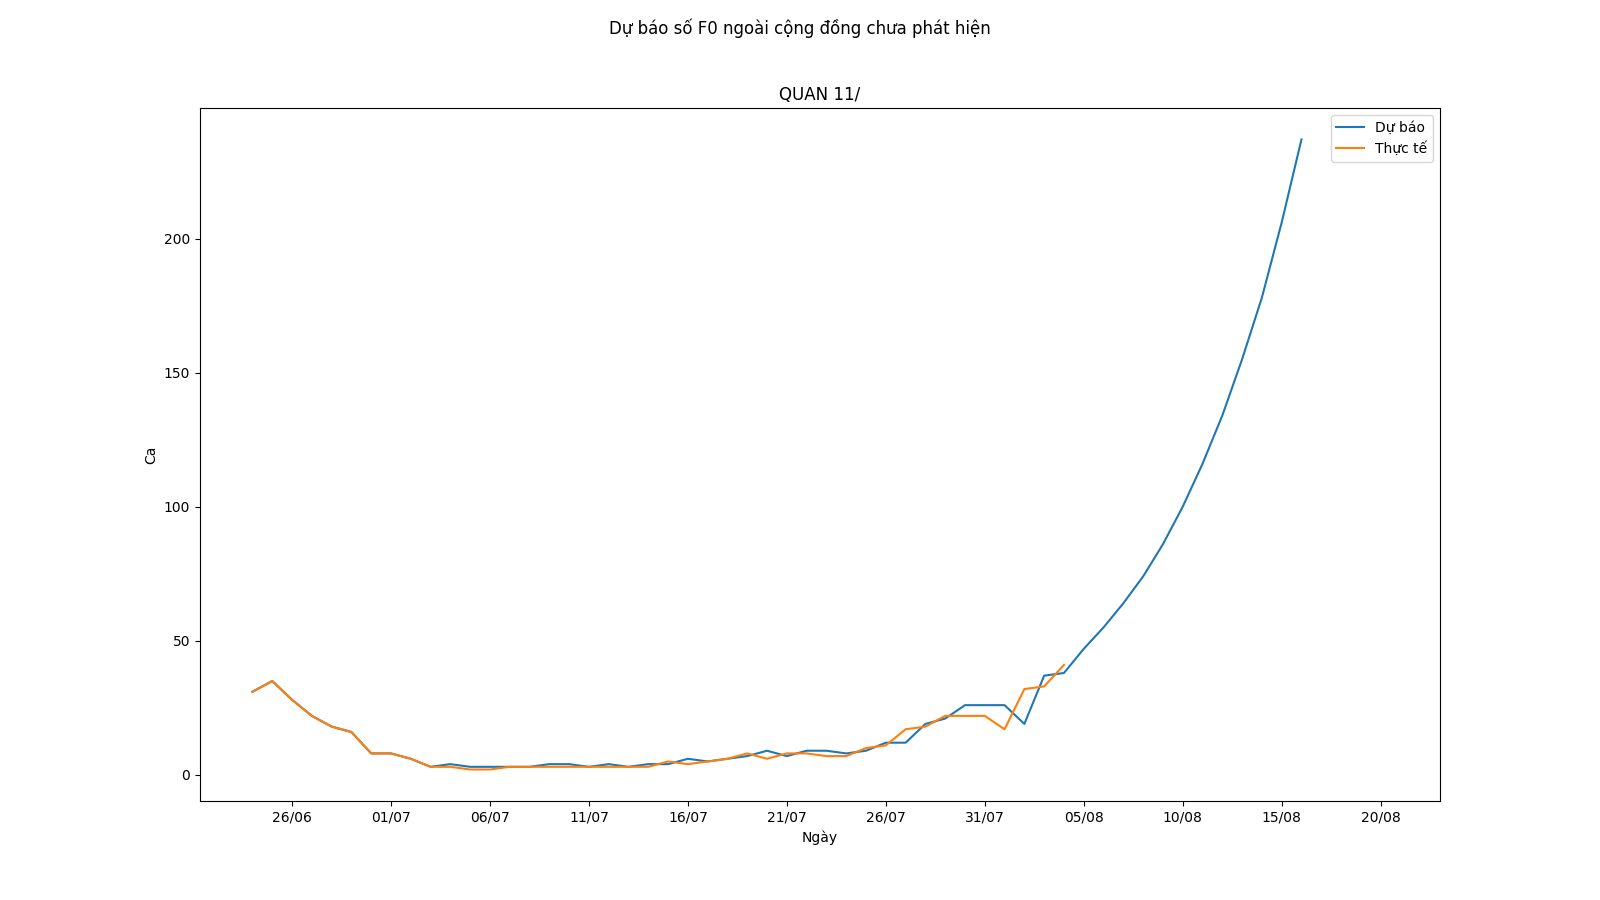 Dự báo số F0 ngoài cộng đồng chưa phát hiện
QUAN 11/
Dự báo
Thực tế
200
150
100
50
0
Ca
26/06 01/07 06/07 11/07 16/07 21/07 26/07 31/07 05/08 10/08 15/08 20/08
Ngày